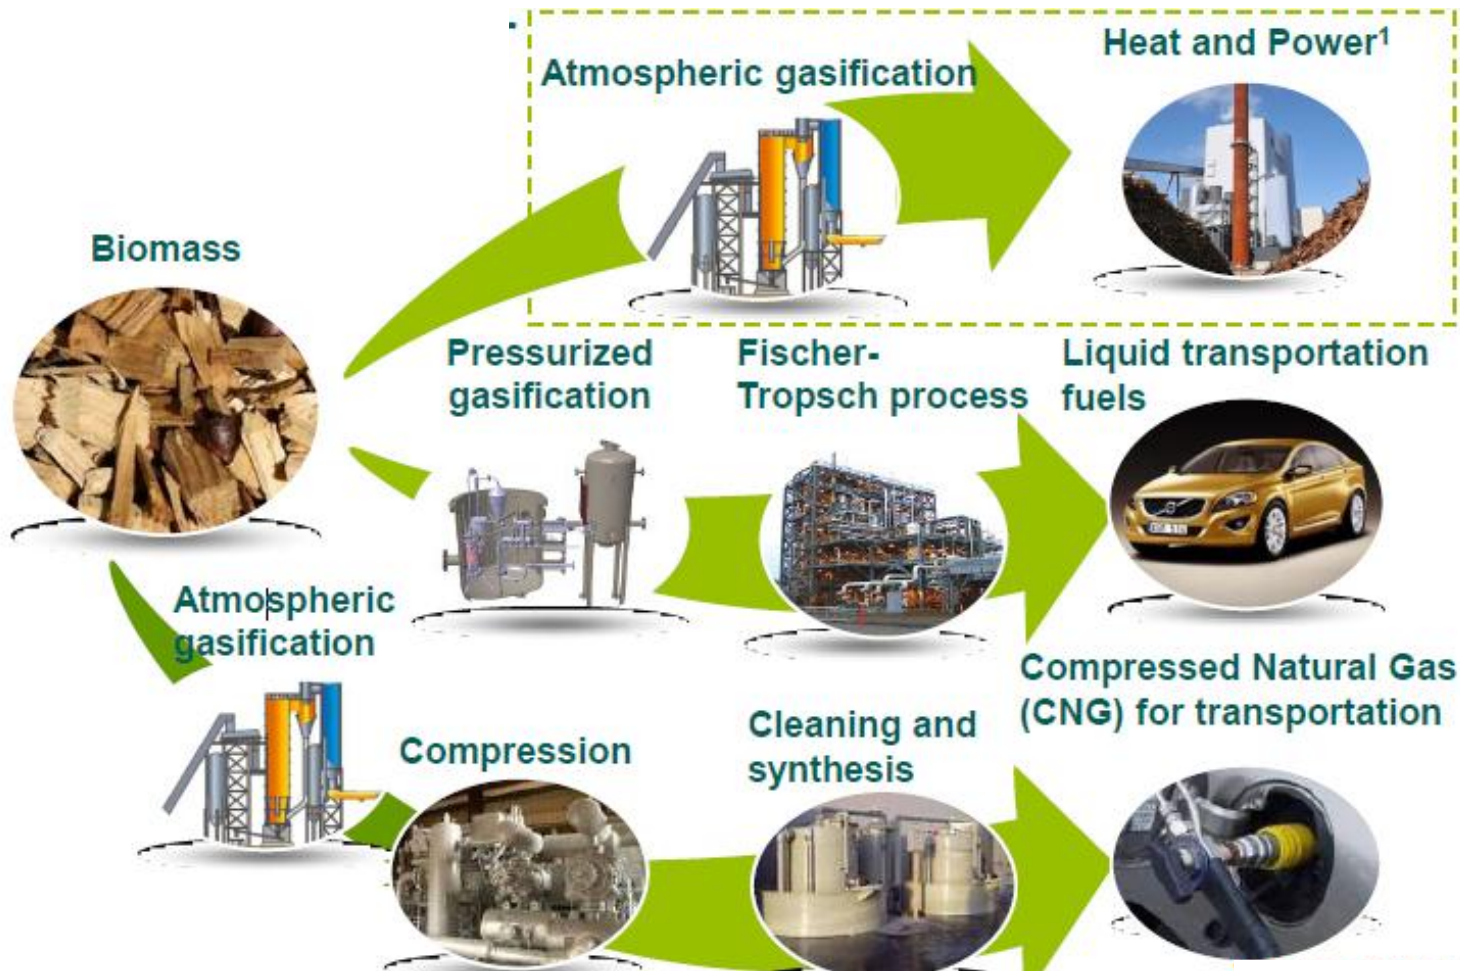 Atmospheric gasification
Heat and Power¹
Biomass
Pressurized
gasification
Fischer-
Tropsch process
Liquid transportation
fuels
Atmospheric
gasification
Compression
Cleaning and
synthesis
Compressed Natural Gas
(CNG) for transportation